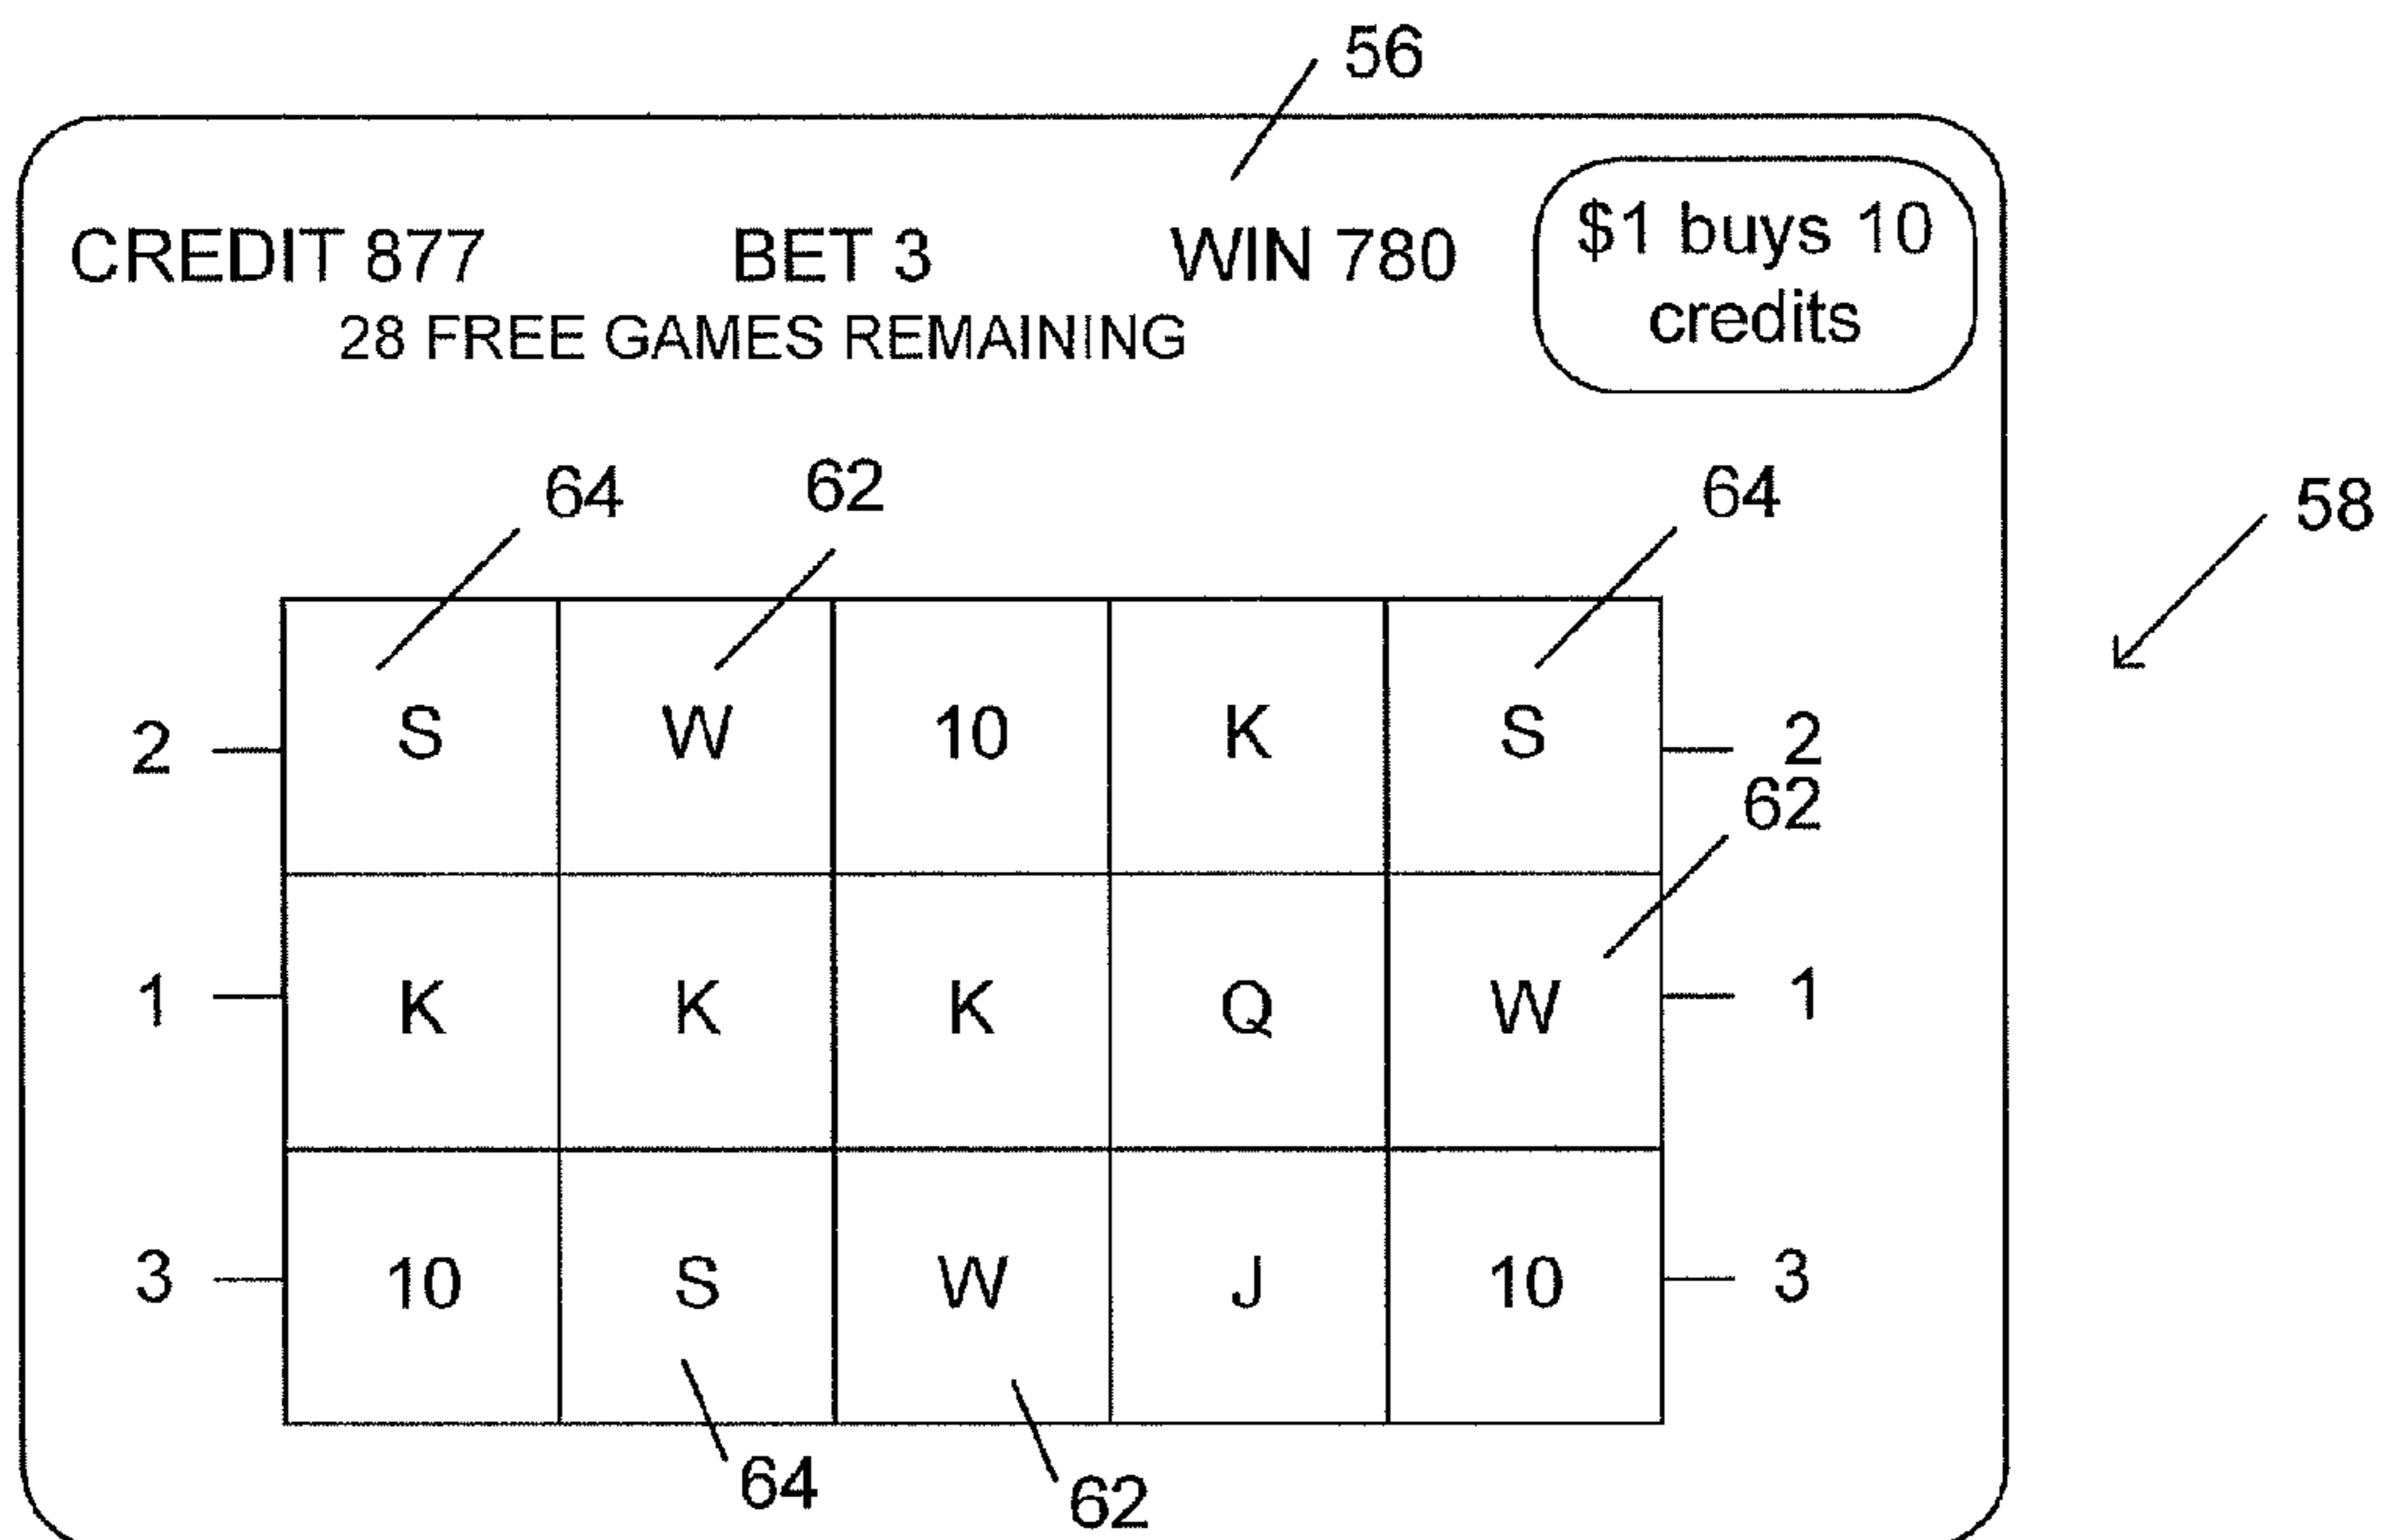 56
CREDIT 877 BET 3 WIN 780
$1 buys 10
credits
28 FREE GAMES REMAINING
64 62 64 58
2 S W 10 K S 2
62
1 K K K Q W 1
3 10 S W J 10 3
64 62